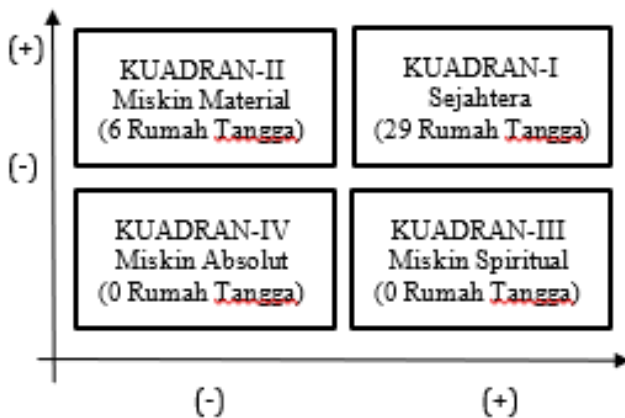 (+)
KUADRAN-II
Miskin Material
(6 Rumah Tangga)
KUADRAN-I
Sejahtera
(29 Rumah Tangga)
(-)
KUADRAN-IV
Miskin Absolut
(0 Rumah Tangga)
KUADRAN-III
Miskin Spiritual
(0 Rumah Tangga)
(-)
(+)